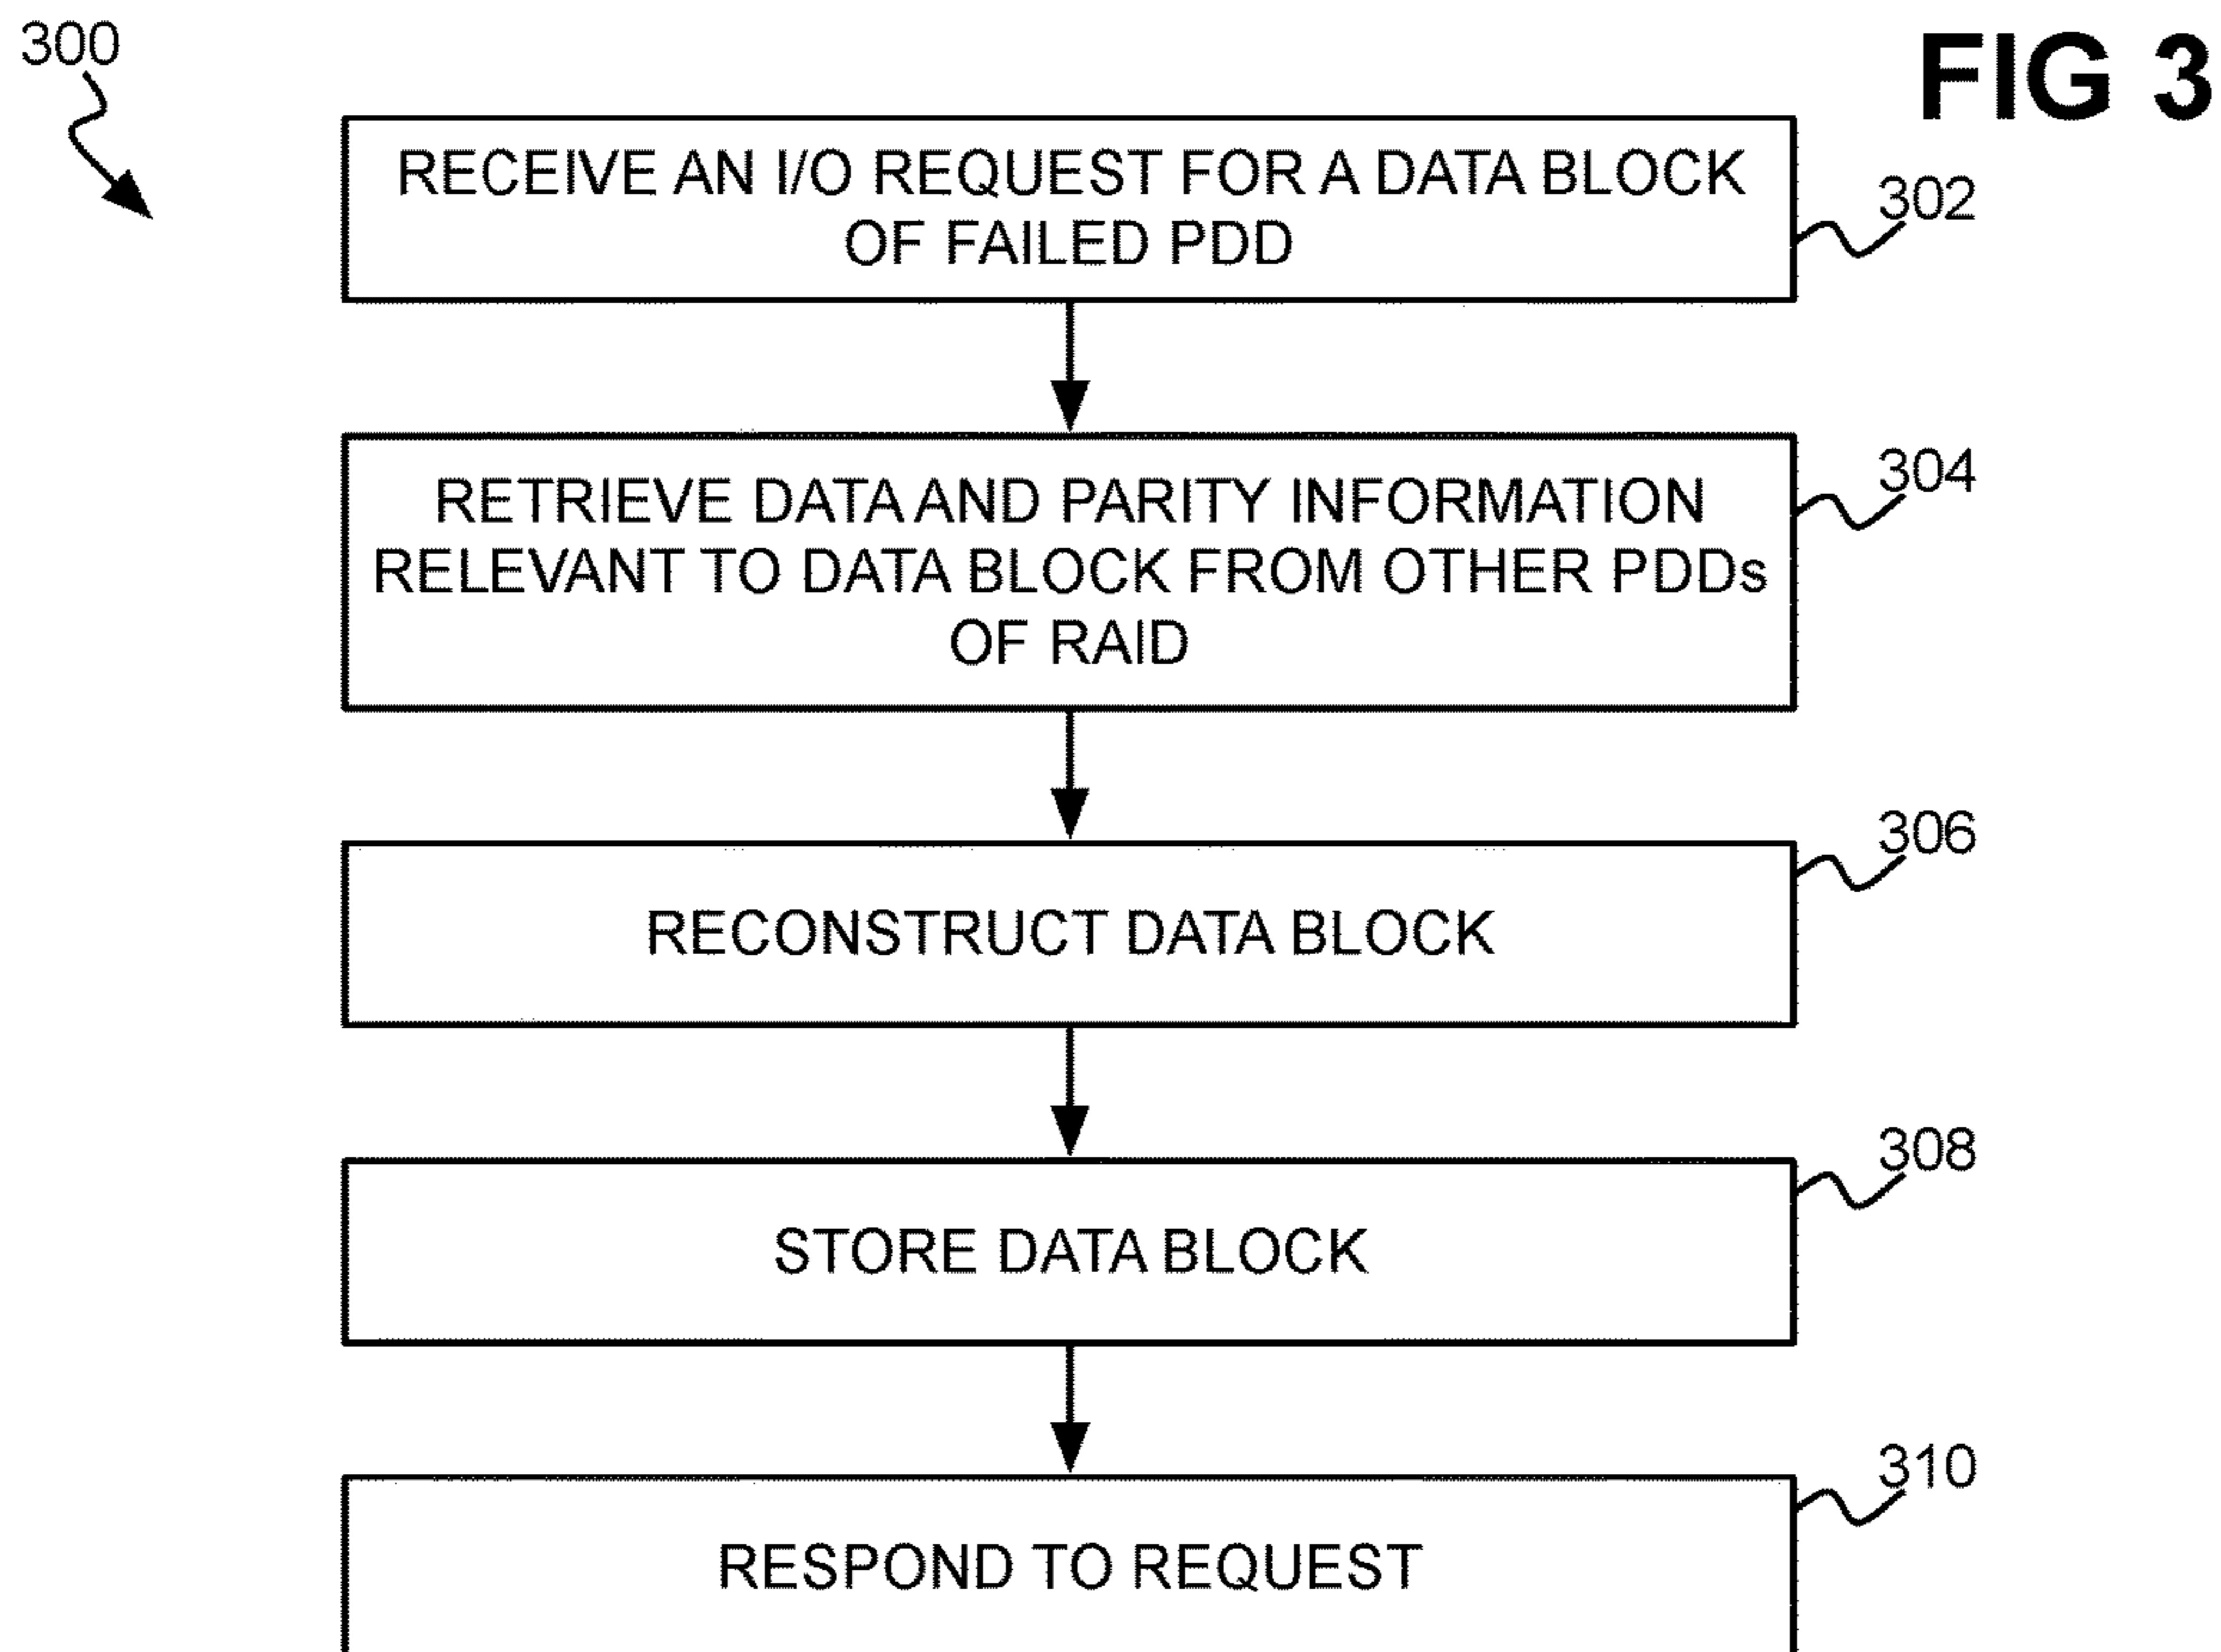 300
FIG 3
RECEIVE AN I/O REQUEST FOR A DATA BLOCK
OF FAILED PDD
302
RETRIEVE DATA AND PARITY INFORMATION
RELEVANT TO DATA BLOCK FROM OTHER PDDs
OF RAID
304
RECONSTRUCT DATA BLOCK
306
STORE DATA BLOCK
308
RESPOND TO REQUEST
310